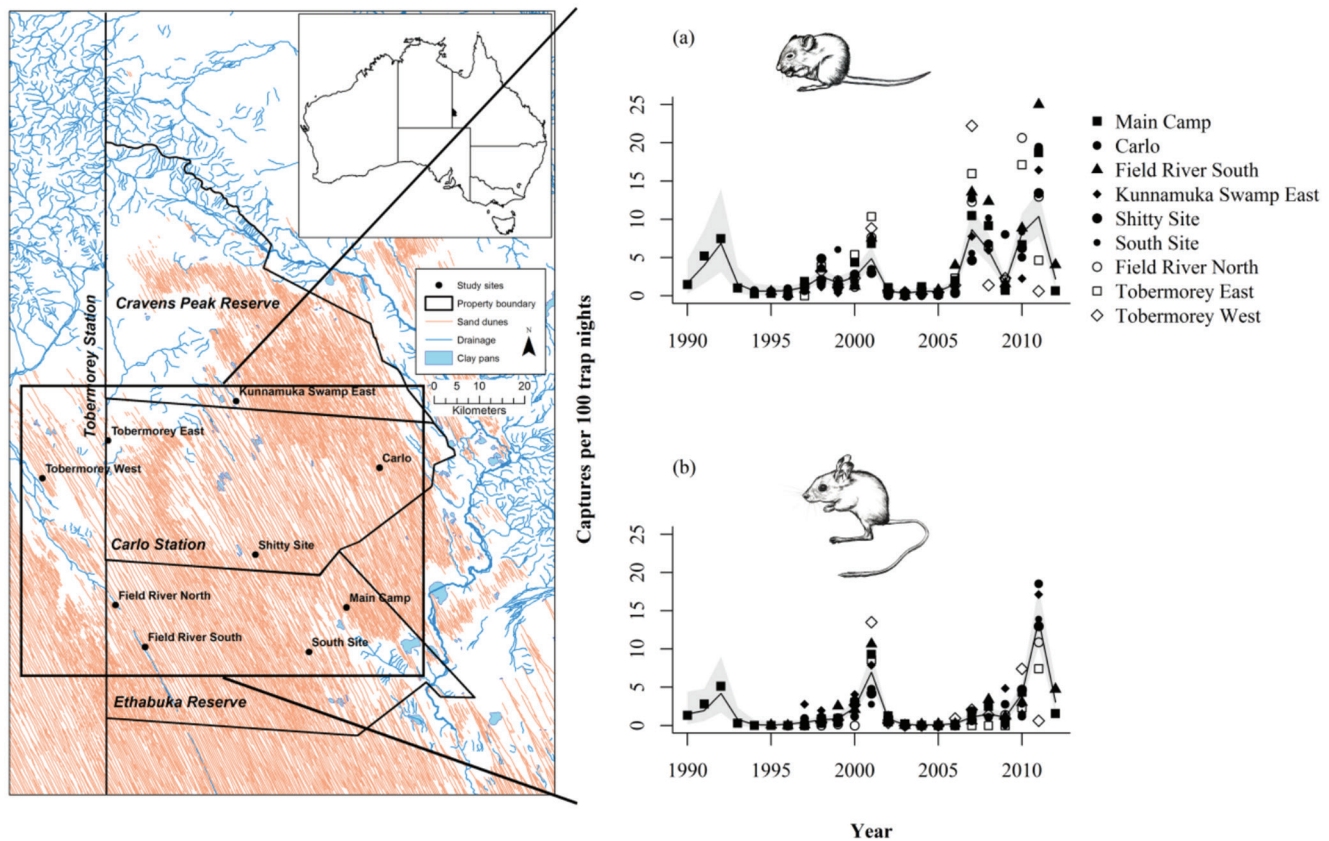 Cravens Peak Reserve
Tobermorey Station
Study sites
Property boundary
Sand dunes
Drainage
Clay pans
N
0 5 10 20
Kilometers
Kunnamuka Swamp East
Tobermorey East
Tobermorey West
Carlo
Carlo Station
Shitty Site
Field River North
Main Camp
Field River South
South Site
Ethabuka Reserve
Captures per 100 trap nights
(a)
25
20
15
10
5
0
1990 1995 2000 2005 2010
Main Camp
Carlo
Field River South
Kunnamuka Swamp East
Shitty Site
South Site
Field River North
Tobermorey East
Tobermorey West
(b)
25
20
15
10
5
0
1990 1995 2000 2005 2010
Year